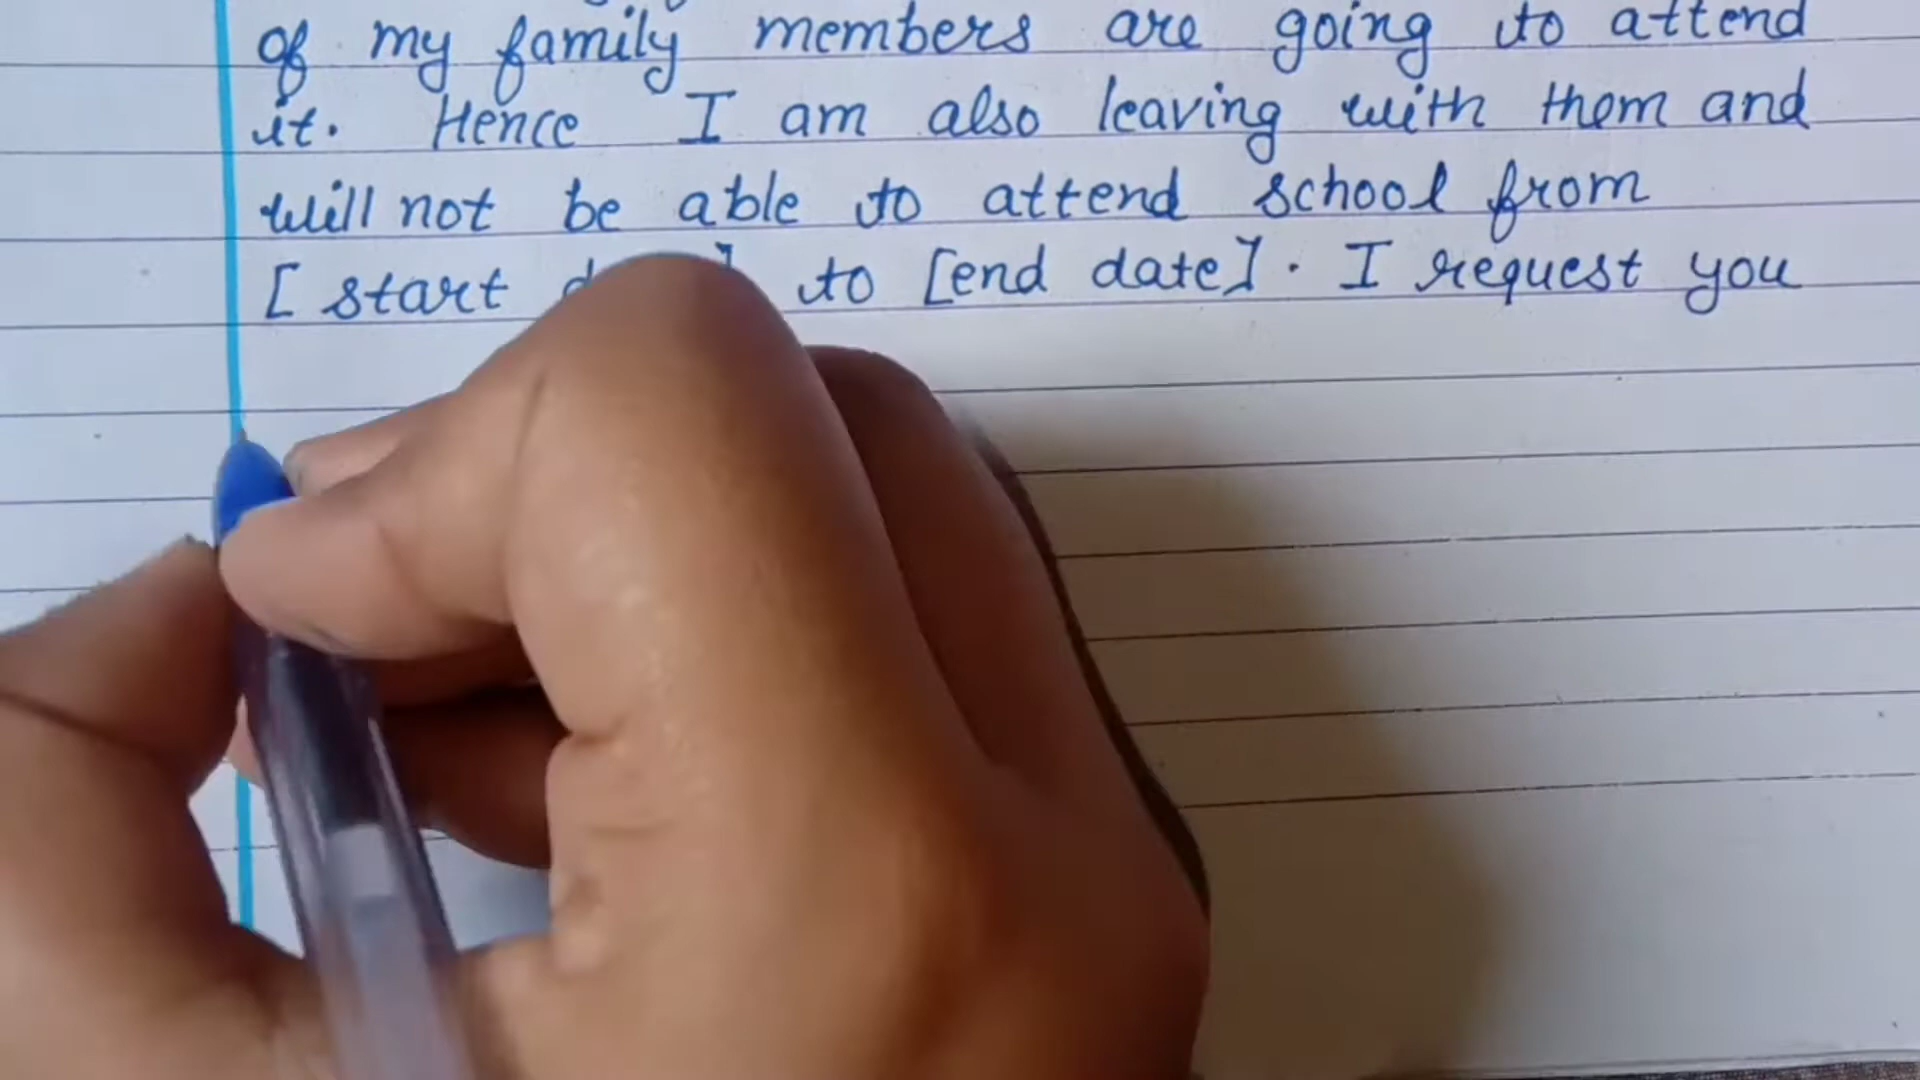 of my family members are going to attend
it. Hence I am also leaving with them and
will not be able to attend school from
[ start to [end date]. I request you